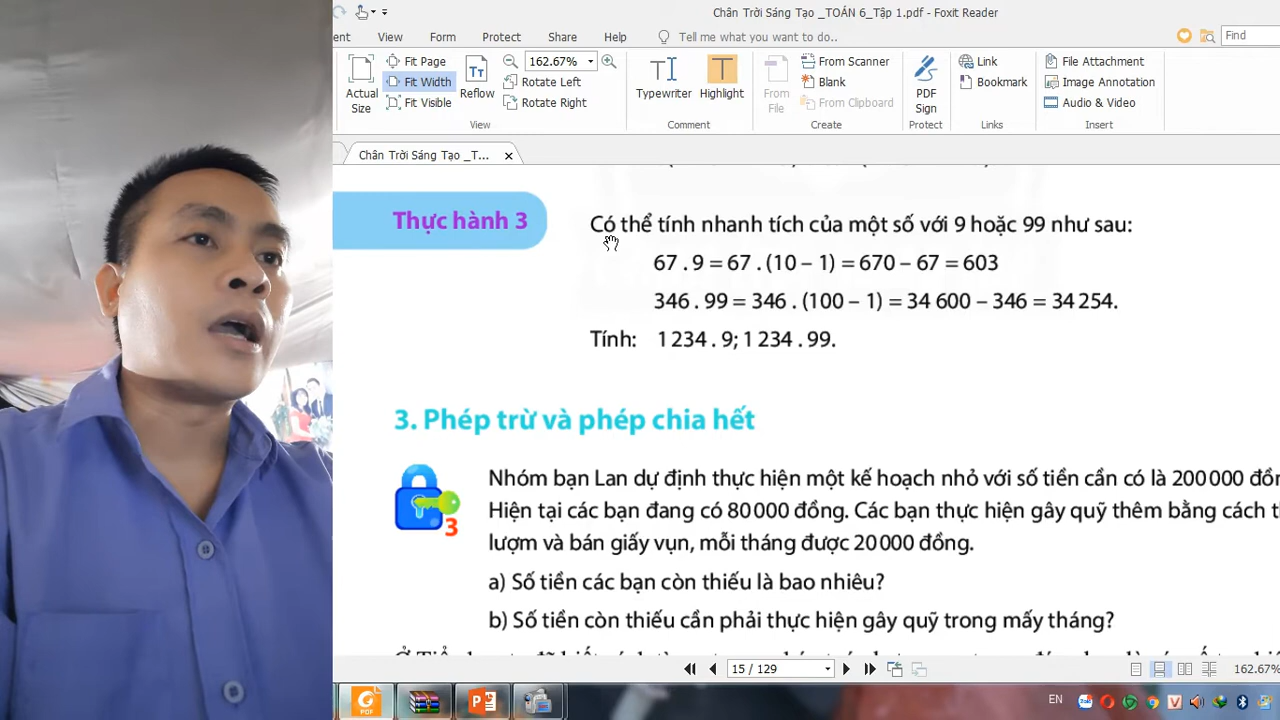 Chân Trời Sáng Tạo _TOÁN 6_Tập 1.pdf - Foxit Reader
View Form Protect Share Help Tell me what you want to do..
Find
Actual Size
Fit Page
Fit Width
Fit Visible
Reflow
162.67%
Rotate Left
Rotate Right
View
Typewriter
Highlight
Comment
From File
From Scanner
Blank
From Clipboard
Create
PDF Sign
Protect
Link
Bookmark
Links
File Attachment
Image Annotation
Audio & Video
Insert
Chân Trời Sáng Tạo _T...
Thực hành 3
Có thể tính nhanh tích của một số với 9 hoặc 99 như sau:
67 . 9 = 67 . (10 – 1) = 670 – 67 = 603
346 . 99 = 346 . (100 – 1) = 34 600 – 346 = 34 254.
Tính: 1 234 . 9; 1 234 . 99.
3. Phép trừ và phép chia hết
3
Nhóm bạn Lan dự định thực hiện một kế hoạch nhỏ với số tiền cần có là 200 000
Hiện tại các bạn đang có 80 000 đồng. Các bạn thực hiện gây quỹ thêm bằng cách
lượm và bán giấy vụn, mỗi tháng được 20 000 đồng.
a) Số tiền các bạn còn thiếu là bao nhiêu?
b) Số tiền còn thiếu cần phải thực hiện gây quỹ trong mấy tháng?
15 / 129
162.67%
PDF
EN